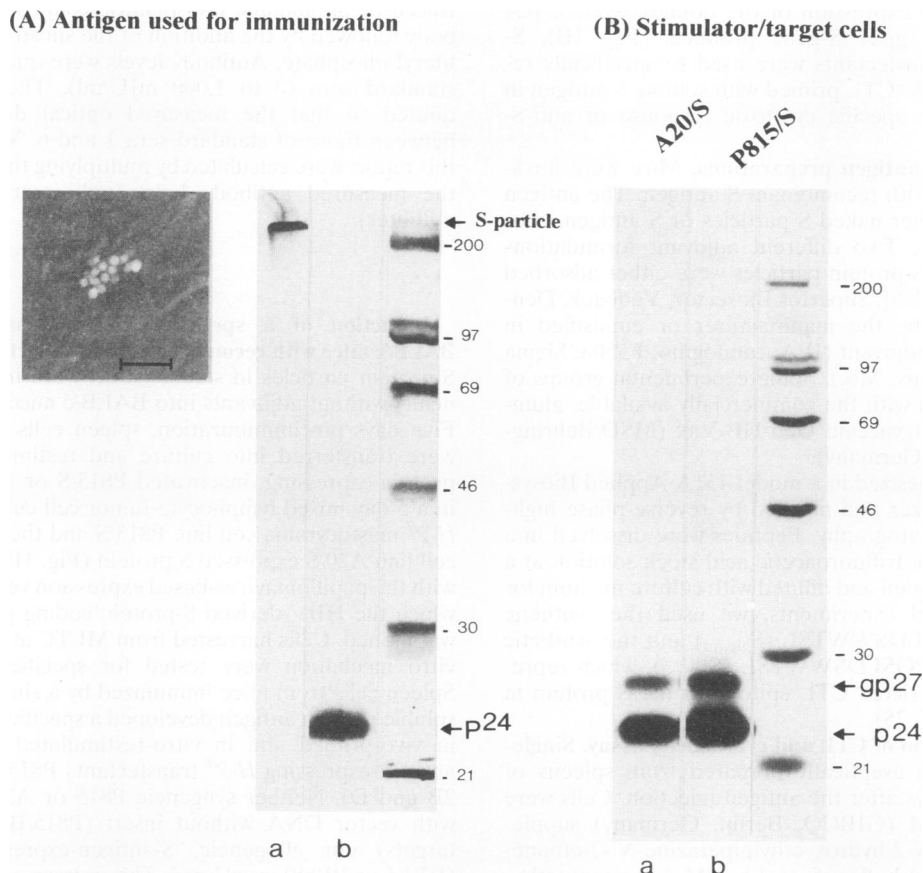 (A) Antigen used for immunization
(B) Stimulator/target cells
A20/S
P815/S
S-particle
200
97
69
46
30
p24
21
a b
200
97
69
46
30
gp27
p24
21
a b